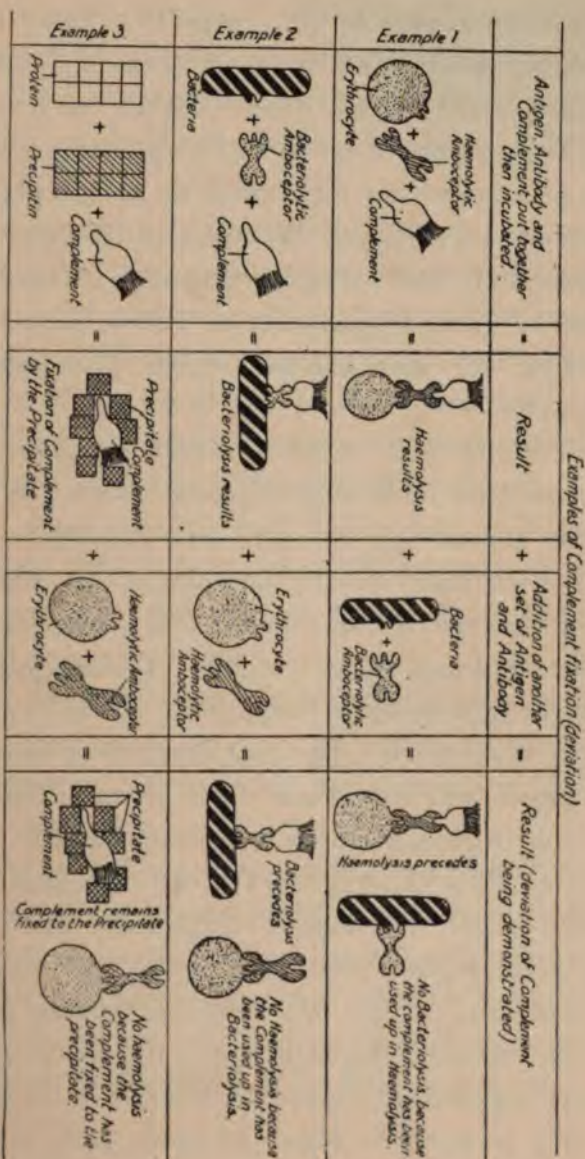 Examples of Complement fixation (deviation)
Antigen, Antibody and
Complement put together
then incubated.
=
Result
+
Addition of another
set of Antigen
and Antibody
=
Result (deviation of Complement
being demonstrated)
Example 1
Erythrocyte
+
Haemolytic
Amboceptor
+
Complement
=
Haemolysis
results
+
Bacteria
+
Bacteriolytic
Amboceptor
=
Haemolysis precedes
No Bacteriolysis because
the complement has been
used up in Haemolysis.
Example 2
Bacteria
+
Bacteriolytic
Amboceptor
+
Complement
=
Bacteriolysis results
+
Erythrocyte
+
Haemolytic
Amboceptor
=
Bacteriolysis
precedes
No Haemolysis because
the Complement has
been used up in
Bacteriolysis.
Example 3.
Protein
+
Precipitin
+
Complement
=
Precipitate
Complement
Fixation of Complement
by the Precipitate
+
Haemolytic Amboceptor
+
Erythrocyte
=
Precipitate
Complement
Complement remains
fixed to the Precipitate
No haemolysis
because the
Complement has
been fixed to the
precipitate.